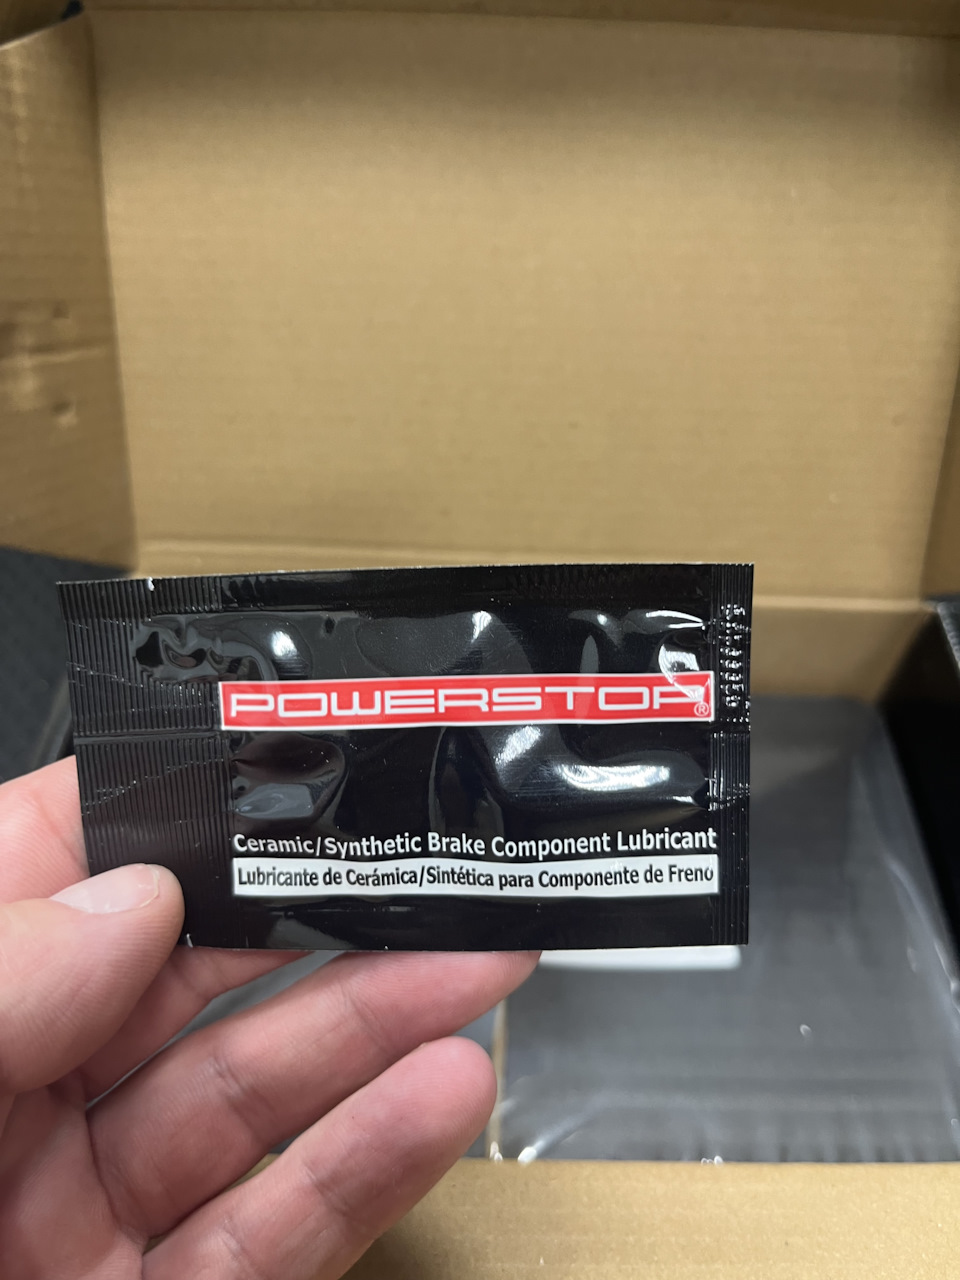 POWERSTOP®
Ceramic/Synthetic Brake Component Lubricant
Lubricante de Cerámica/Sintética para Componente de Freno